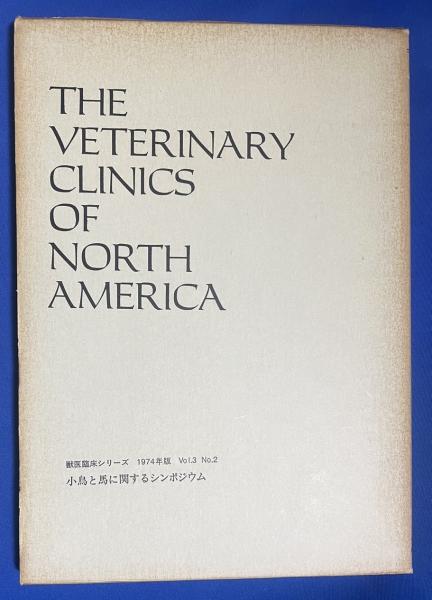 THE
VETERINARY
CLINICS
OF
NORTH
AMERICA
獣医臨床シリーズ 1974年版 Vol.3 No.2
小鳥と馬に関するシンポジウム